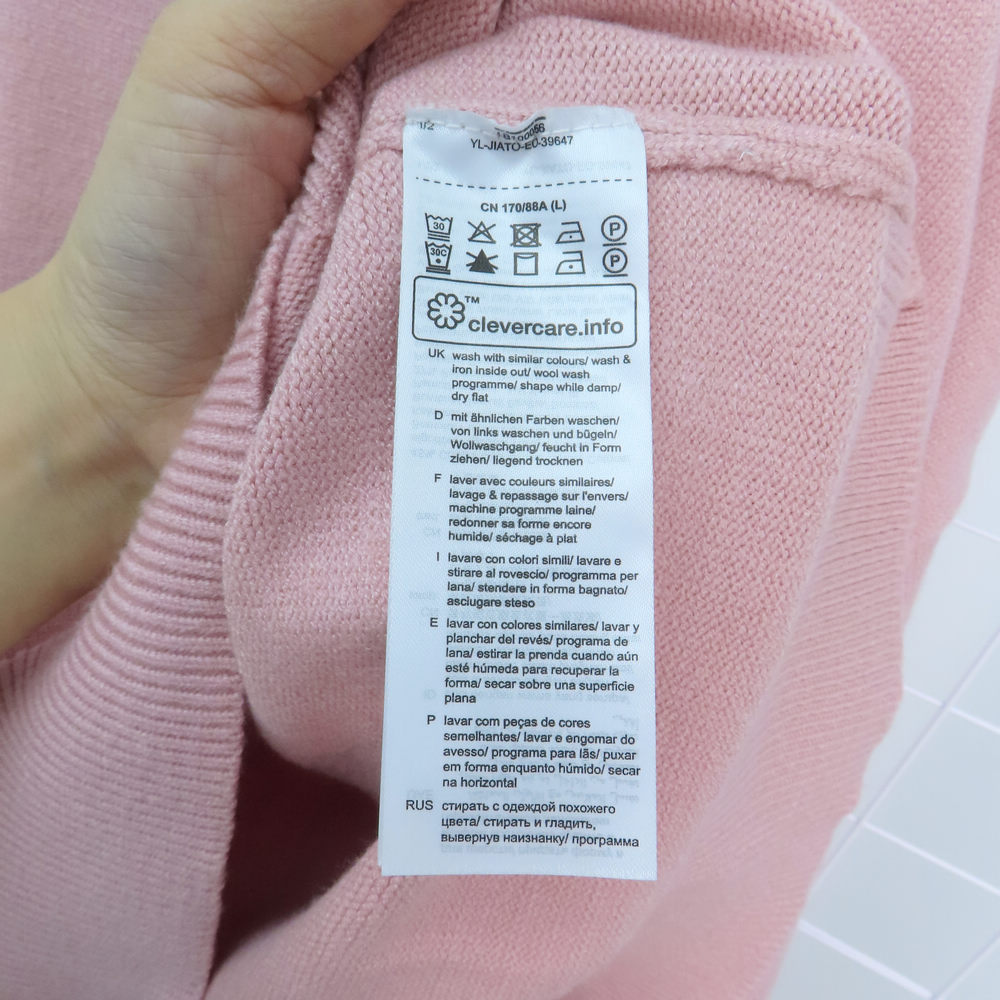 1/2
YL-JIATO-EO-39647
CN 170/88A (L)
30 P
30C P
clevercare.info™
UK wash with similar colours/ wash &
iron inside out/ wool wash
programme/ shape while damp/
dry flat
D mit ähnlichen Farben waschen/
von links waschen und bügeln/
Wollwaschgang/ feucht in Form
ziehen/ liegend trocknen
F laver avec couleurs similaires/
lavage & repassage sur l'envers/
machine programme laine/
redonner sa forme encore
humide/ séchage à plat
I lavare con colori simili/ lavare e
stirare al rovescio/ programma per
lana/ stendere in forma bagnato/
asciugare steso
E lavar con colores similares/ lavar y
planchar del revés/ programa de
lana/ estirar la prenda cuando aún
esté húmeda para recuperar la
forma/ secar sobre una superficie
plana
P lavar com peças de cores
semelhantes/ lavar e engomar do
avesso/ programa para lãs/ puxar
em forma enquanto húmido/ secar
na horizontal
RUS стирать с одеждой похожего
цвета/ стирать и гладить,
вывернув наизнанку/ программа